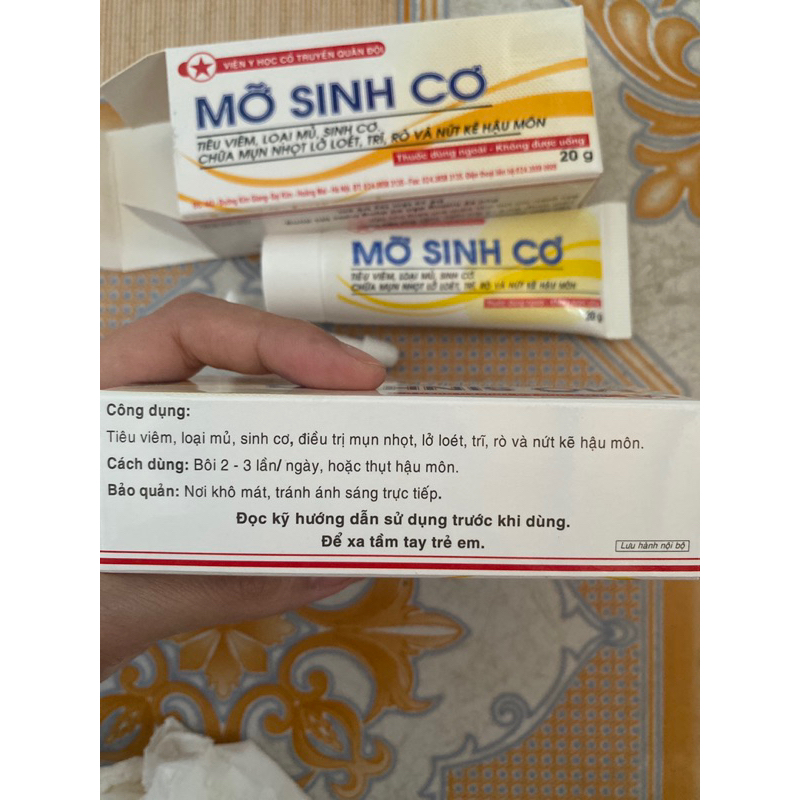 VIỆN Y HỌC CỔ TRUYỀN QUÂN ĐỘI
MỠ SINH CƠ
TIÊU VIÊM, LOẠI MỦ, SINH CƠ,
CHỮA MỤN NHỌT LỞ LOÉT, TRĨ, RÒ VÀ NỨT KẼ HẬU MÔN
Thuốc dùng ngoài - Không được uống
20 g
MỠ SINH CƠ
TIÊU VIÊM, LOẠI MỦ, SINH CƠ,
CHỮA MỤN NHỌT LỞ LOÉT, TRĨ, RÒ VÀ NỨT KẼ HẬU MÔN
20 g
Công dụng:
Tiêu viêm, loại mủ, sinh cơ, điều trị mụn nhọt, lở loét, trĩ, rò và nứt kẽ hậu môn.
Cách dùng: Bôi 2 - 3 lần/ ngày, hoặc thụt hậu môn.
Bảo quản: Nơi khô mát, tránh ánh sáng trực tiếp.
Đọc kỹ hướng dẫn sử dụng trước khi dùng.
Để xa tầm tay trẻ em.
Lưu hành nội bộ